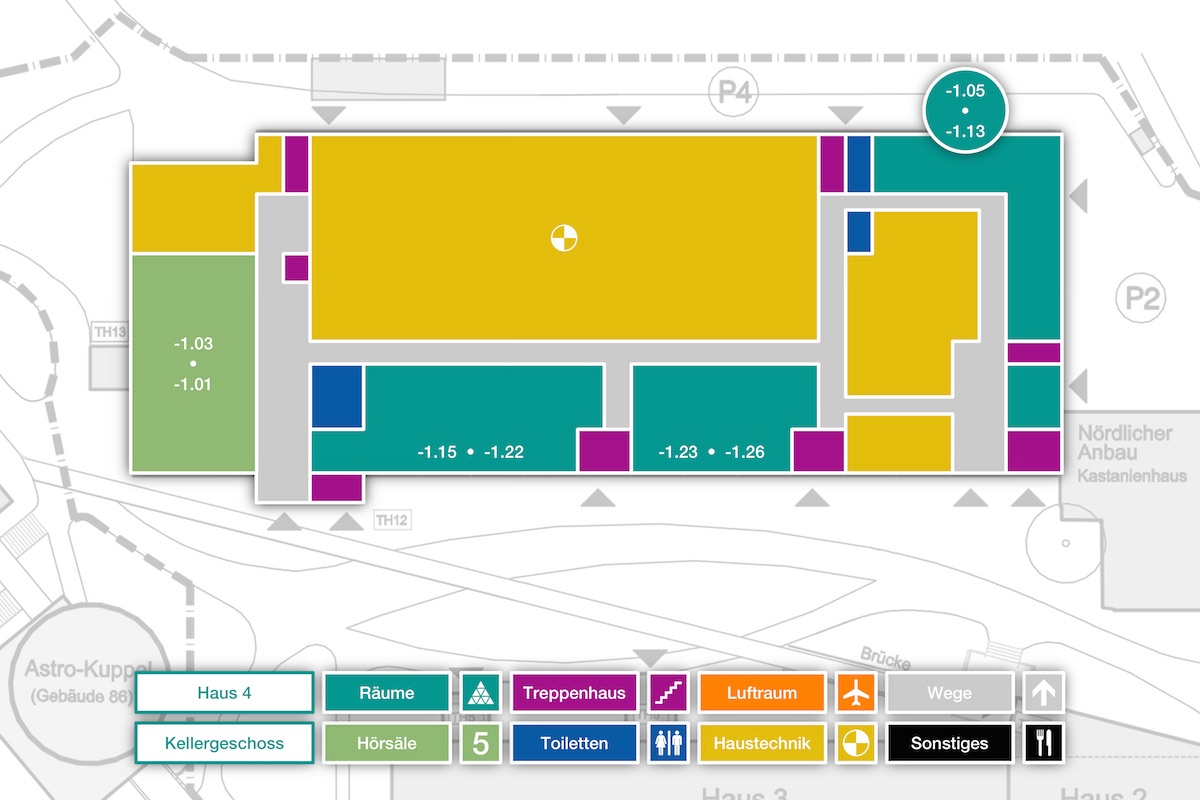 -1.05
•
-1.13
P4
P2
TH13
-1.03
•
-1.01
-1.15 • -1.22
-1.23 • -1.26
Nördlicher
Anbau
Kastanienhaus
TH12
Astro-Kuppel
(Gebäude 86)
Brücke
Haus 4
Räume
Treppenhaus
Luftraum
Wege
Kellergeschoss
Hörsäle
5
Toiletten
Haustechnik
Sonstiges
Haus 3
Haus 2